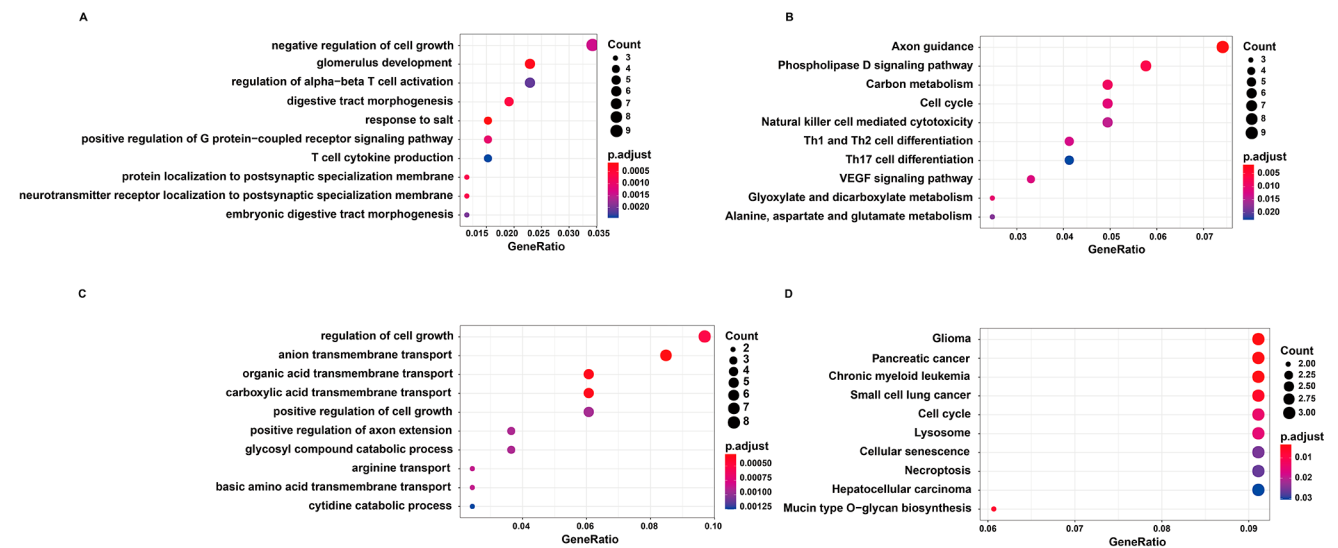 A
negative regulation of cell growth
glomerulus development
regulation of alpha−beta T cell activation
digestive tract morphogenesis
response to salt
positive regulation of G protein−coupled receptor signaling pathway
T cell cytokine production
protein localization to postsynaptic specialization membrane
neurotransmitter receptor localization to postsynaptic specialization membrane
embryonic digestive tract morphogenesis
0.015 0.020 0.025 0.030 0.035
GeneRatio
Count
3
4
5
6
7
8
9
p.adjust
0.0005
0.0010
0.0015
0.0020
B
Axon guidance
Phospholipase D signaling pathway
Carbon metabolism
Cell cycle
Natural killer cell mediated cytotoxicity
Th1 and Th2 cell differentiation
Th17 cell differentiation
VEGF signaling pathway
Glyoxylate and dicarboxylate metabolism
Alanine, aspartate and glutamate metabolism
0.03 0.04 0.05 0.06 0.07
GeneRatio
Count
3
4
5
6
7
8
9
p.adjust
0.005
0.010
0.015
0.020
C
regulation of cell growth
anion transmembrane transport
organic acid transmembrane transport
carboxylic acid transmembrane transport
positive regulation of cell growth
positive regulation of axon extension
glycosyl compound catabolic process
arginine transport
basic amino acid transmembrane transport
cytidine catabolic process
0.04 0.06 0.08 0.10
GeneRatio
Count
2
3
4
5
6
7
8
p.adjust
0.00050
0.00075
0.00100
0.00125
D
Glioma
Pancreatic cancer
Chronic myeloid leukemia
Small cell lung cancer
Cell cycle
Lysosome
Cellular senescence
Necroptosis
Hepatocellular carcinoma
Mucin type O−glycan biosynthesis
0.06 0.07 0.08 0.09
GeneRatio
Count
2.00
2.25
2.50
2.75
3.00
p.adjust
0.01
0.02
0.03